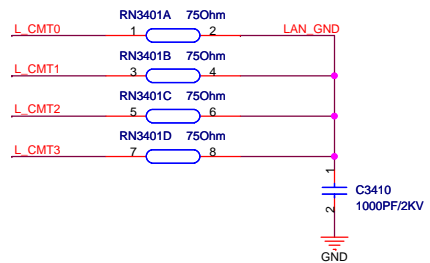 RN3401A 75Ohm
L_CMT0 1 2 LAN_GND
RN3401B 75Ohm
L_CMT1 3 4
RN3401C 75Ohm
L_CMT2 5 6
RN3401D 75Ohm
L_CMT3 7 8
1
C3410
1000PF/2KV
2
GND